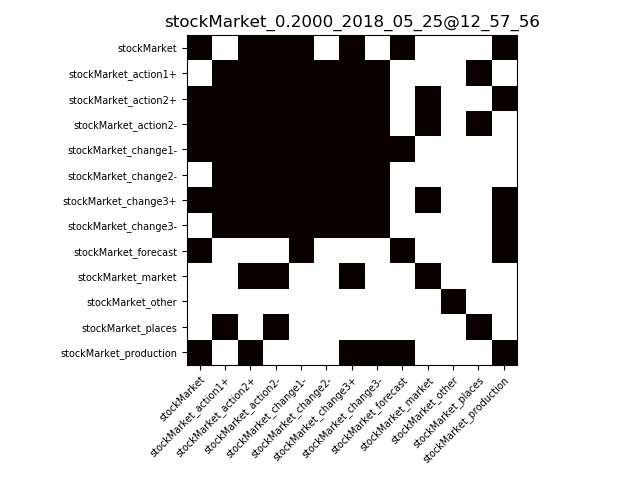 stockMarket_0.2000_2018_05_25@12_57_56
stockMarket
stockMarket_action1+
stockMarket_action2+
stockMarket_action2-
stockMarket_change1-
stockMarket_change2-
stockMarket_change3+
stockMarket_change3-
stockMarket_forecast
stockMarket_market
stockMarket_other
stockMarket_places
stockMarket_production
stockMarket
stockMarket_action1+
stockMarket_action2+
stockMarket_action2-
stockMarket_change1-
stockMarket_change2-
stockMarket_change3+
stockMarket_change3-
stockMarket_forecast
stockMarket_market
stockMarket_other
stockMarket_places
stockMarket_production